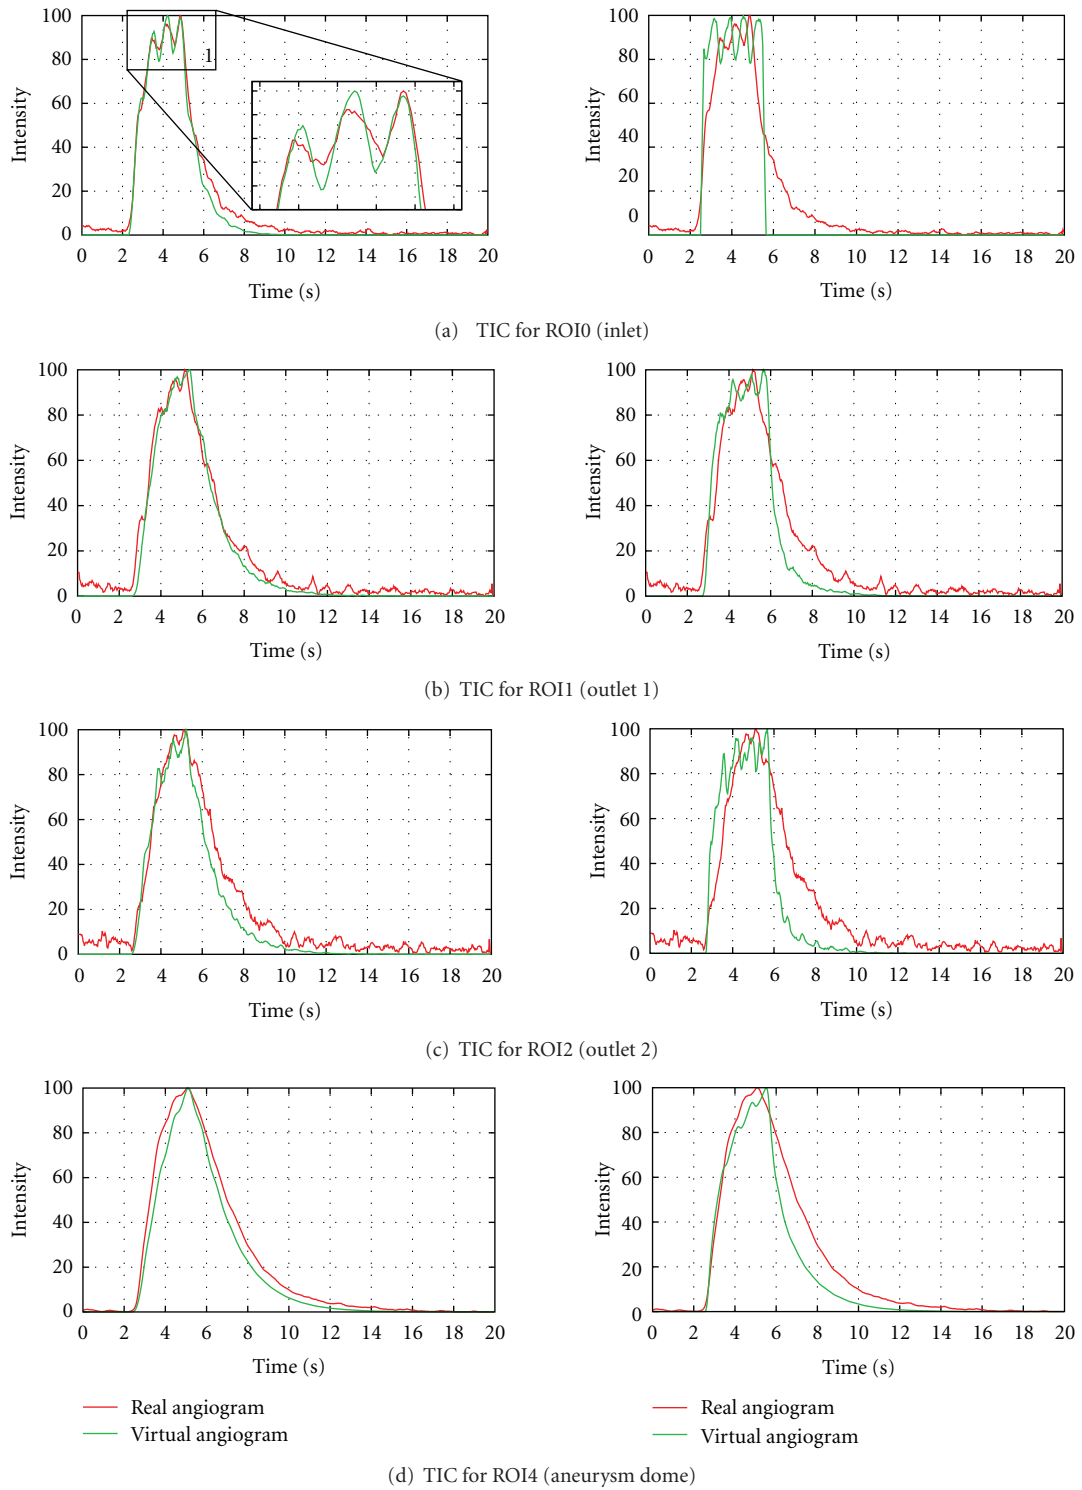 100
80
60
40
20
0
Intensity
1
0 2 4 6 8 10 12 14 16 18 20
Time (s)
100
80
60
40
20
0
Intensity
0 2 4 6 8 10 12 14 16 18 20
Time (s)
(a) TIC for ROI0 (inlet)
100
80
60
40
20
0
Intensity
0 2 4 6 8 10 12 14 16 18 20
Time (s)
100
80
60
40
20
0
Intensity
0 2 4 6 8 10 12 14 16 18 20
Time (s)
(b) TIC for ROI1 (outlet 1)
100
80
60
40
20
0
Intensity
0 2 4 6 8 10 12 14 16 18 20
Time (s)
100
80
60
40
20
0
Intensity
0 2 4 6 8 10 12 14 16 18 20
Time (s)
(c) TIC for ROI2 (outlet 2)
100
80
60
40
20
0
Intensity
0 2 4 6 8 10 12 14 16 18 20
Time (s)
Real angiogram
Virtual angiogram
100
80
60
40
20
0
Intensity
0 2 4 6 8 10 12 14 16 18 20
Time (s)
Real angiogram
Virtual angiogram
(d) TIC for ROI4 (aneurysm dome)